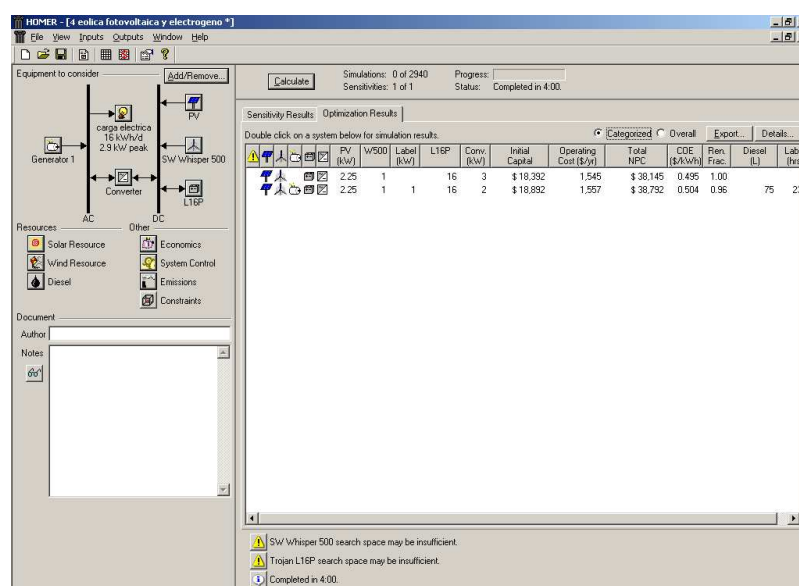 HOMER - [4 eolica fotovoltaica y electrogeno *]
File View Inputs Outputs Window Help
Equipment to consider Add/Remove...
carga electrica
16 kWh/d
2.9 kW peak
PV
Generator 1
SW Whisper 500
Converter
L16P
AC DC
Resources Other
Solar Resource Economics
Wind Resource System Control
Diesel Emissions
Constraints
Document
Author
Notes
Calculate
Simulations: 0 of 2940 Progress:
Sensitivities: 1 of 1 Status: Completed in 4:00.
Sensitivity Results Optimization Results
Double click on a system below for simulation results. Categorized Overall Export... Details...
PV (kW) W500 Label (kW) L16P Conv. (kW) Initial Capital Operating Cost ($/yr) Total NPC COE ($/kWh) Ren. Frac. Diesel (L) Lab (hrs
2.25 1 16 3 $ 18,392 1,545 $ 38,145 0.495 1.00
2.25 1 1 16 2 $ 18,892 1,557 $ 38,792 0.504 0.96 75
SW Whisper 500 search space may be insufficient.
Trojan L16P search space may be insufficient.
Completed in 4:00.